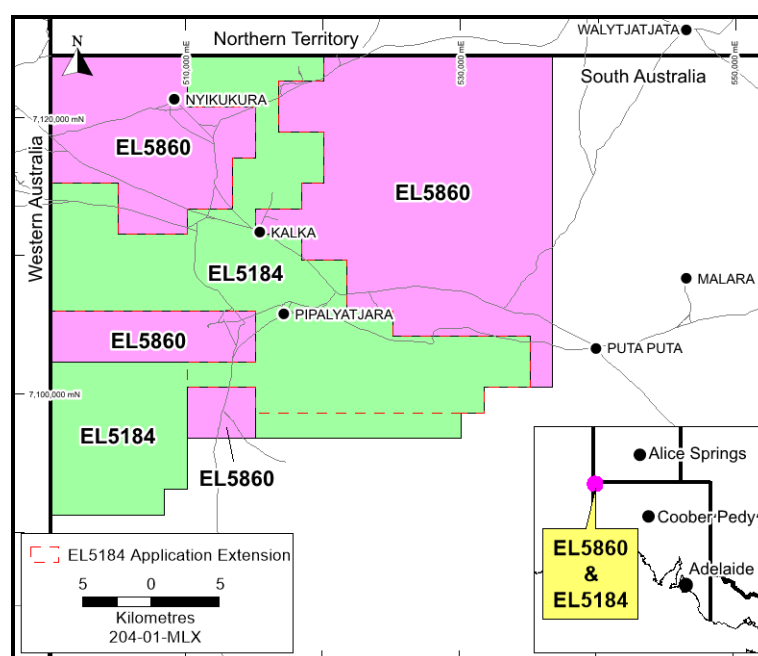 Northern Territory
WALYTJATJATA
South Australia
N
510,000 mE
530,000 mE
550,000 mE
NYIKUKURA
7,120,000 mN
EL5860
EL5860
Western Australia
KALKA
EL5184
MALARA
PIPALYATJARA
EL5860
PUTA PUTA
7,100,000 mN
EL5184
EL5860
Alice Springs
Coober Pedy
Adelaide
EL5860
&
EL5184
EL5184 Application Extension
5 0 5
Kilometres
204-01-MLX